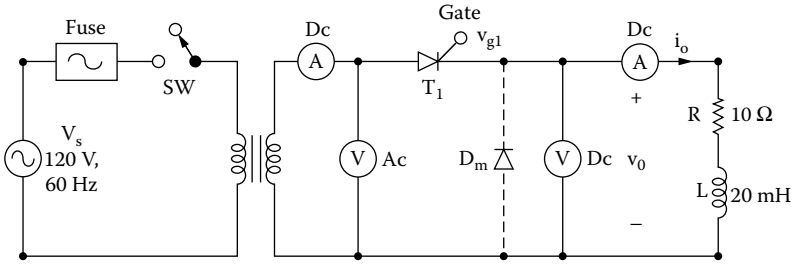 Fuse
SW
V_s
120 V,
60 Hz
Dc
A
Gate
v_g1
T_1
V
Ac
D_m
V
Dc
Dc
A
i_o
+
v_0
−
R
10 Ω
L
20 mH